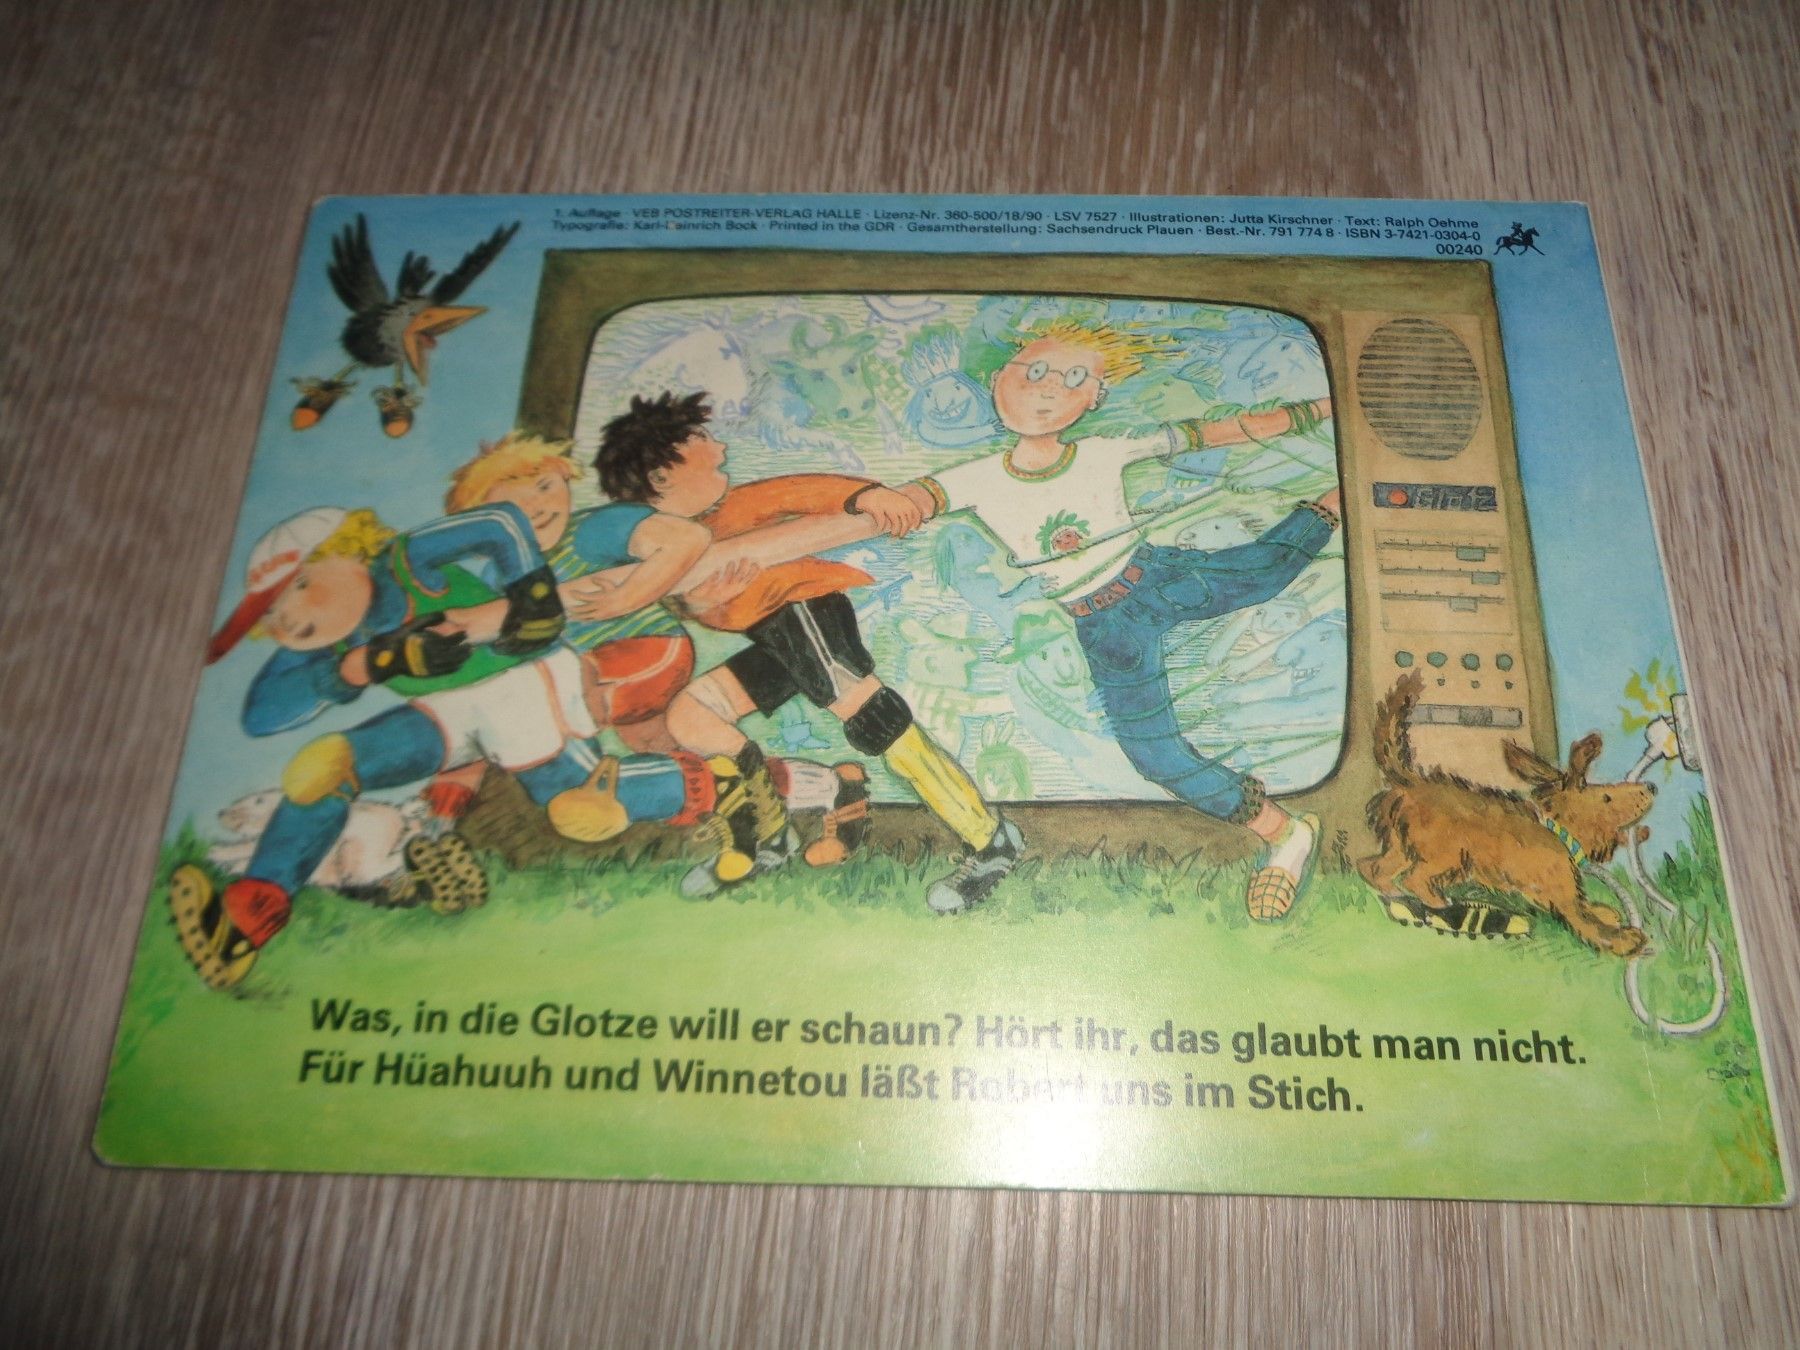 1. Auflage · VEB POSTREITER-VERLAG HALLE · Lizenz-Nr. 360-500/18/90 · LSV 7527 · Illustrationen: Jutta Kirschner · Text: Ralph Oehme
Typografie: Karl-Heinrich Bock · Printed in the GDR · Gesamtherstellung: Sachsendruck Plauen · Best.-Nr. 791 774 8 · ISBN 3-7421-0304-0
00240
Was, in die Glotze will er schaun? Hört ihr, das glaubt man nicht.
Für Hüahuuh und Winnetou läßt Robert uns im Stich.